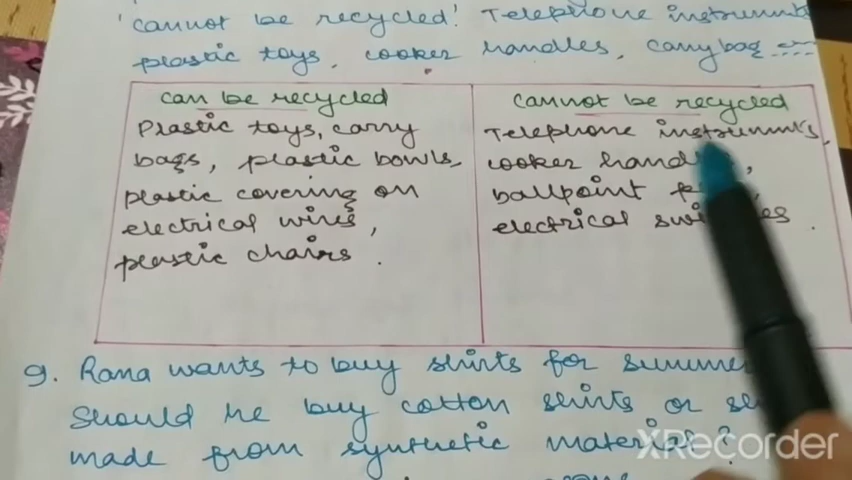 'cannot be recycled'. Telephone instruments
plastic toys, cooker handles, carry bag
can be recycled
Plastic toys, carry
bags, plastic bowls,
plastic covering on
electrical wires,
plastic chairs.
cannot be recycled
Telephone instruments,
cooker handles,
ballpoint
electrical
9. Rana wants to buy shirts for summer
Should he buy cotton shirts or
made from synthetic material?
XRecorder